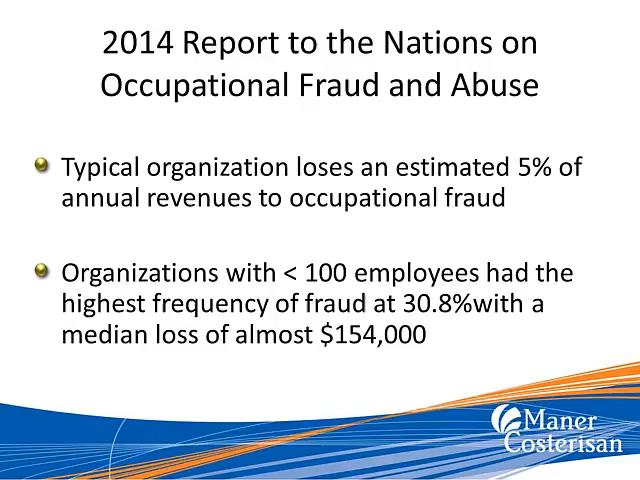 2014 Report to the Nations on
Occupational Fraud and Abuse
Typical organization loses an estimated 5% of
annual revenues to occupational fraud
Organizations with < 100 employees had the
highest frequency of fraud at 30.8%with a
median loss of almost $154,000
Maner
Costerisan